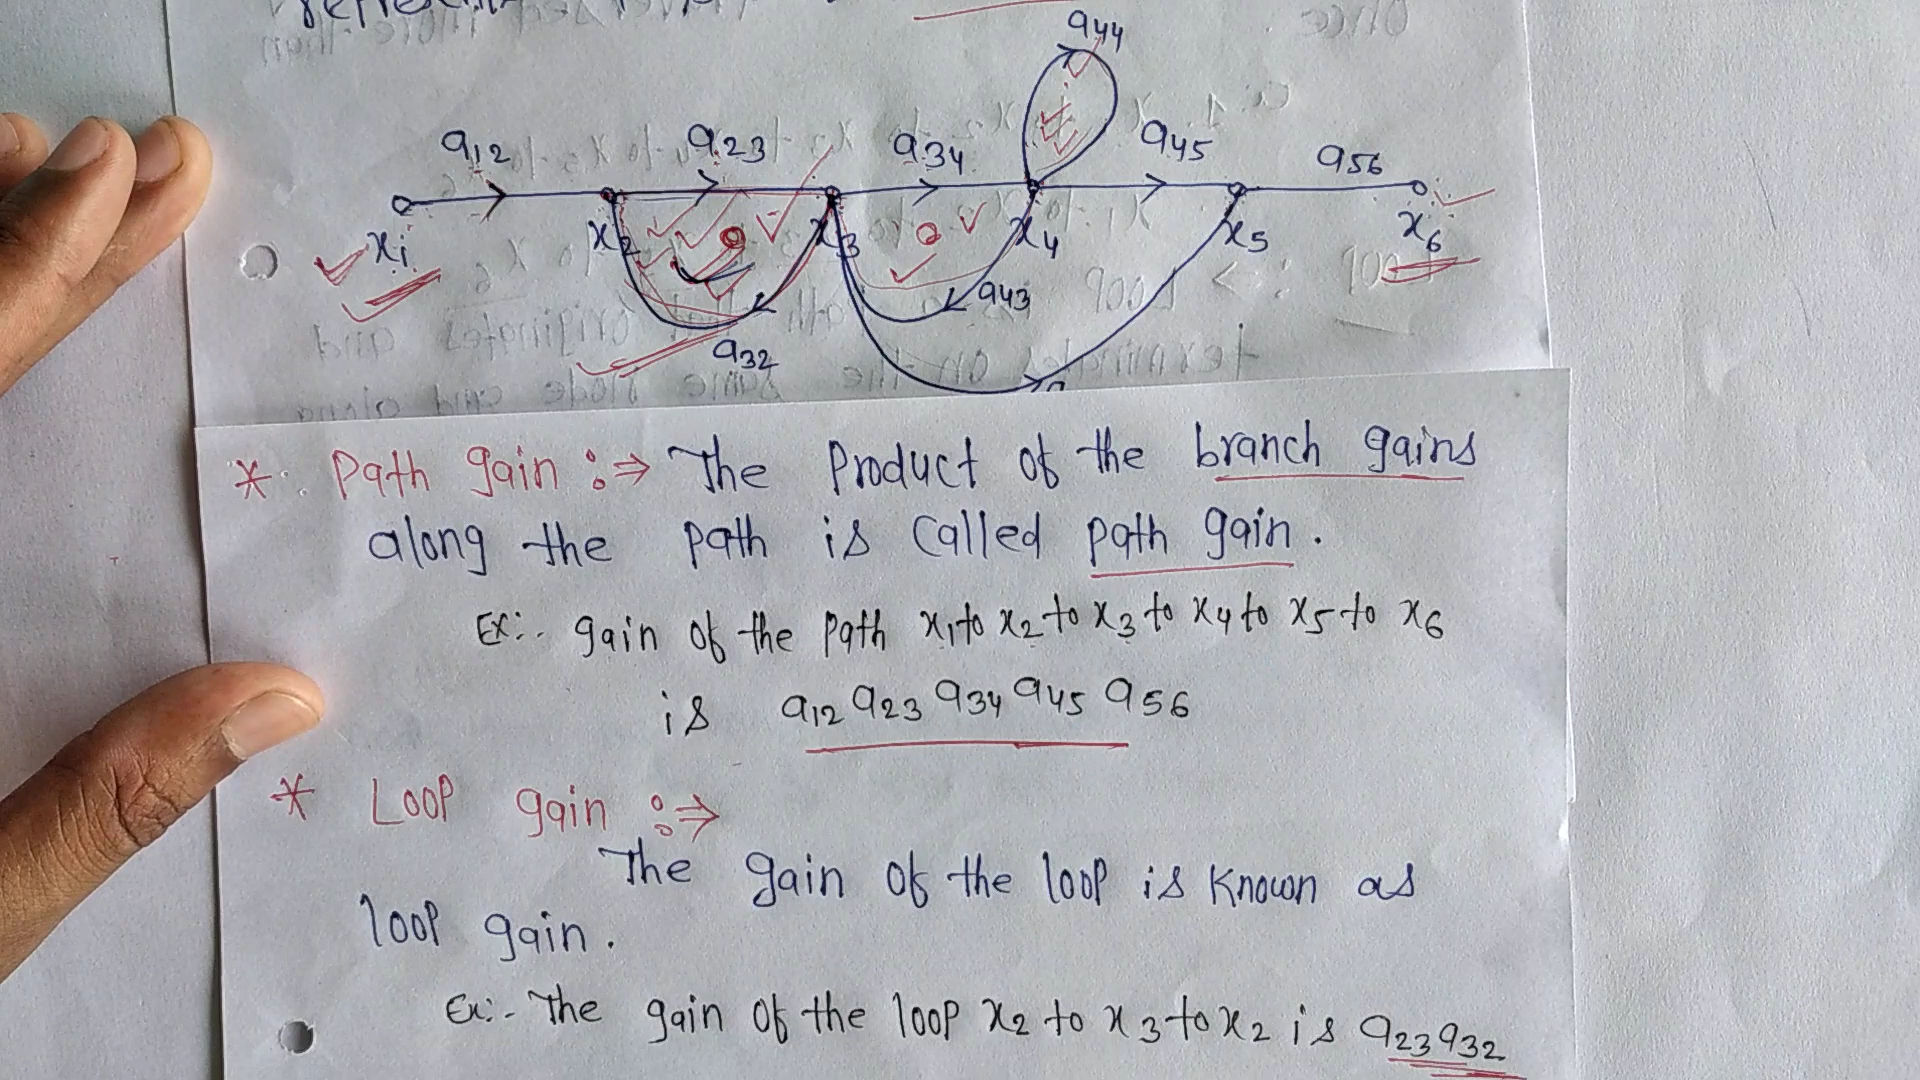 a44
a12 a23 a34 a45 a56
x1 x2 x3 x4 x5 x6
a43
a32
* Path gain :⇒ The Product of the branch gains
along the path is called path gain.
Ex:- gain of the path x1 to x2 to x3 to x4 to x5 to x6
is a12 a23 a34 a45 a56
* Loop gain :⇒
The gain of the loop is known as
loop gain.
Ex:- The gain of the loop x2 to x3 to x2 is a23 a32